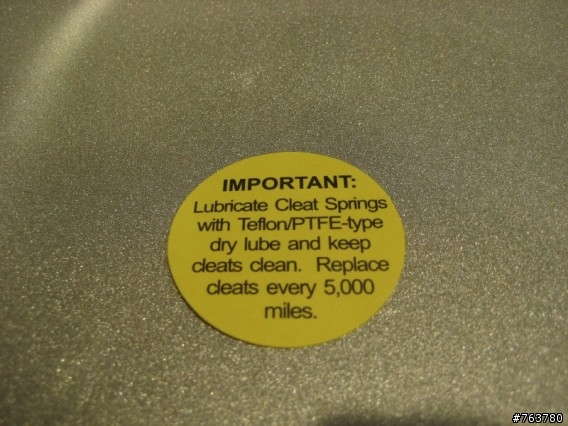 IMPORTANT:
Lubricate Cleat Springs
with Teflon/PTFE-type
dry lube and keep
cleats clean. Replace
cleats every 5,000
miles.
#763780